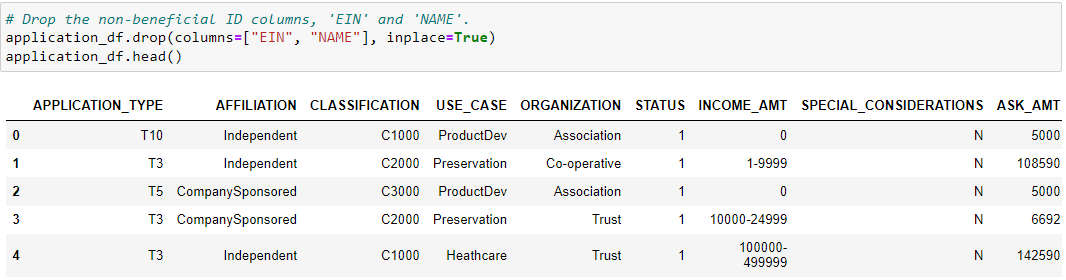 # Drop the non-beneficial ID columns, 'EIN' and 'NAME'.
application_df.drop(columns=["EIN", "NAME"], inplace=True)
application_df.head()
APPLICATION_TYPE AFFILIATION CLASSIFICATION USE_CASE ORGANIZATION STATUS INCOME_AMT SPECIAL_CONSIDERATIONS ASK_AMT
0 T10 Independent C1000 ProductDev Association 1 0 N 5000
1 T3 Independent C2000 Preservation Co-operative 1 1-9999 N 108590
2 T5 CompanySponsored C3000 ProductDev Association 1 0 N 5000
3 T3 CompanySponsored C2000 Preservation Trust 1 10000-24999 N 6692
4 T3 Independent C1000 Heathcare Trust 1 100000-
499999 N 142590